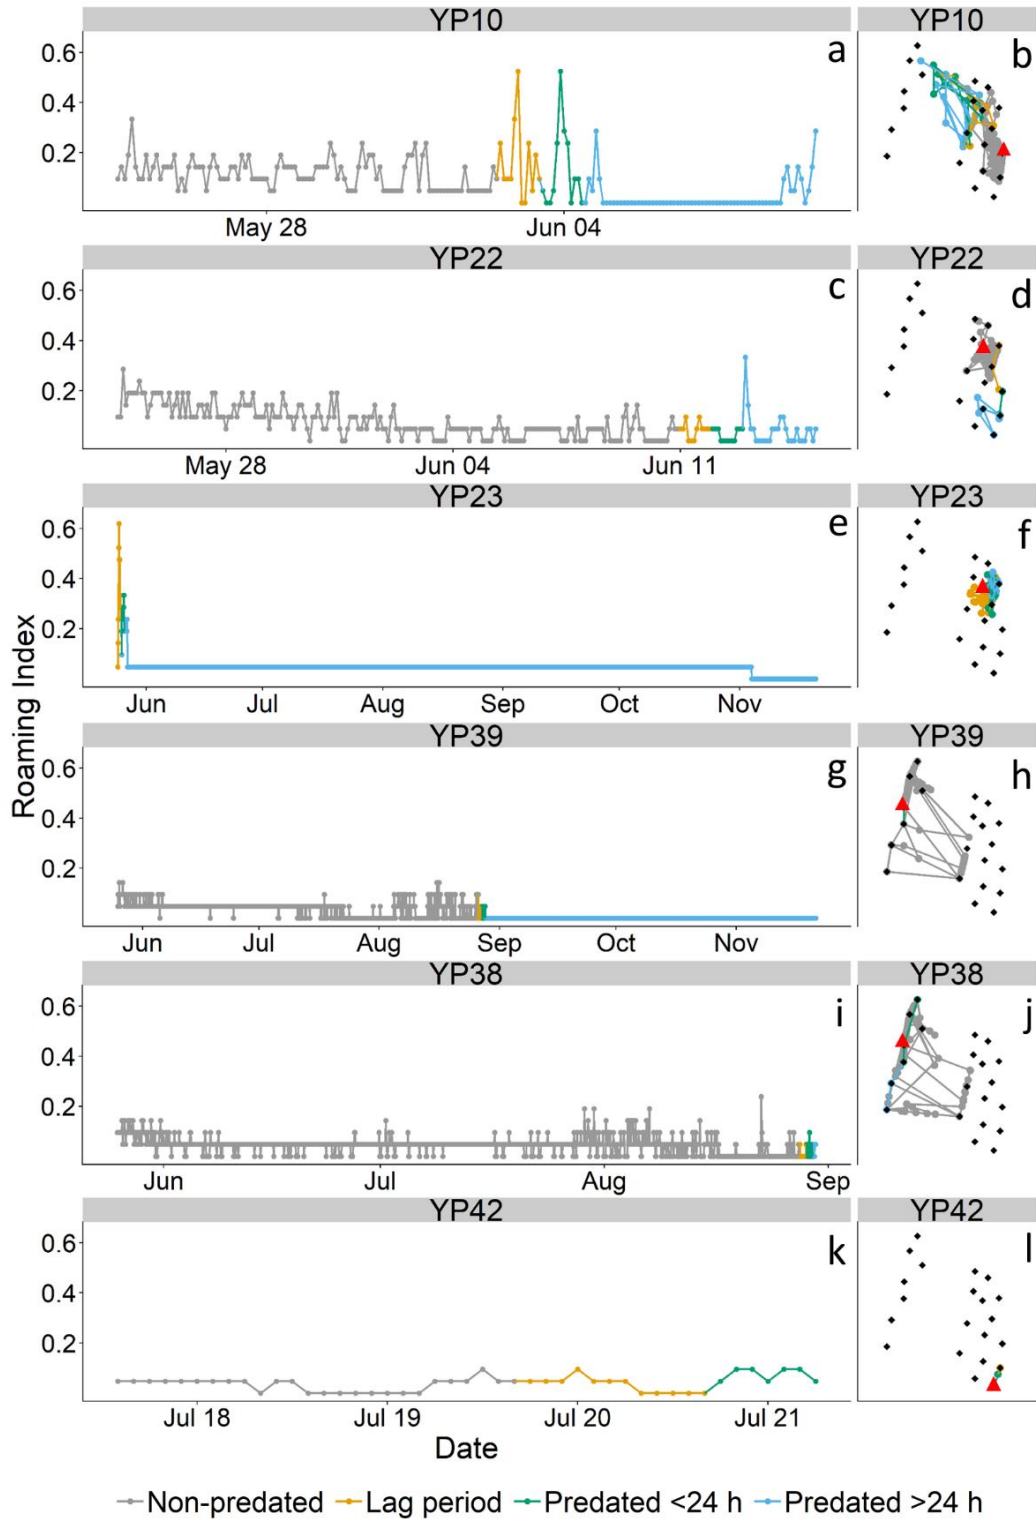 YP10 YP10
a b
0.6
0.4
0.2
May 28 Jun 04
YP22 YP22
c d
0.6
0.4
0.2
May 28 Jun 04 Jun 11
YP23 YP23
e f
0.6
0.4
0.2
Jun Jul Aug Sep Oct Nov
YP39 YP39
g h
0.6
0.4
0.2
Jun Jul Aug Sep Oct Nov
YP38 YP38
i j
0.6
0.4
0.2
Jun Jul Aug Sep
YP42 YP42
k l
0.6
0.4
0.2
Jul 18 Jul 19 Jul 20 Jul 21
Roaming Index
Date
Non-predated Lag period Predated <24 h Predated >24 h